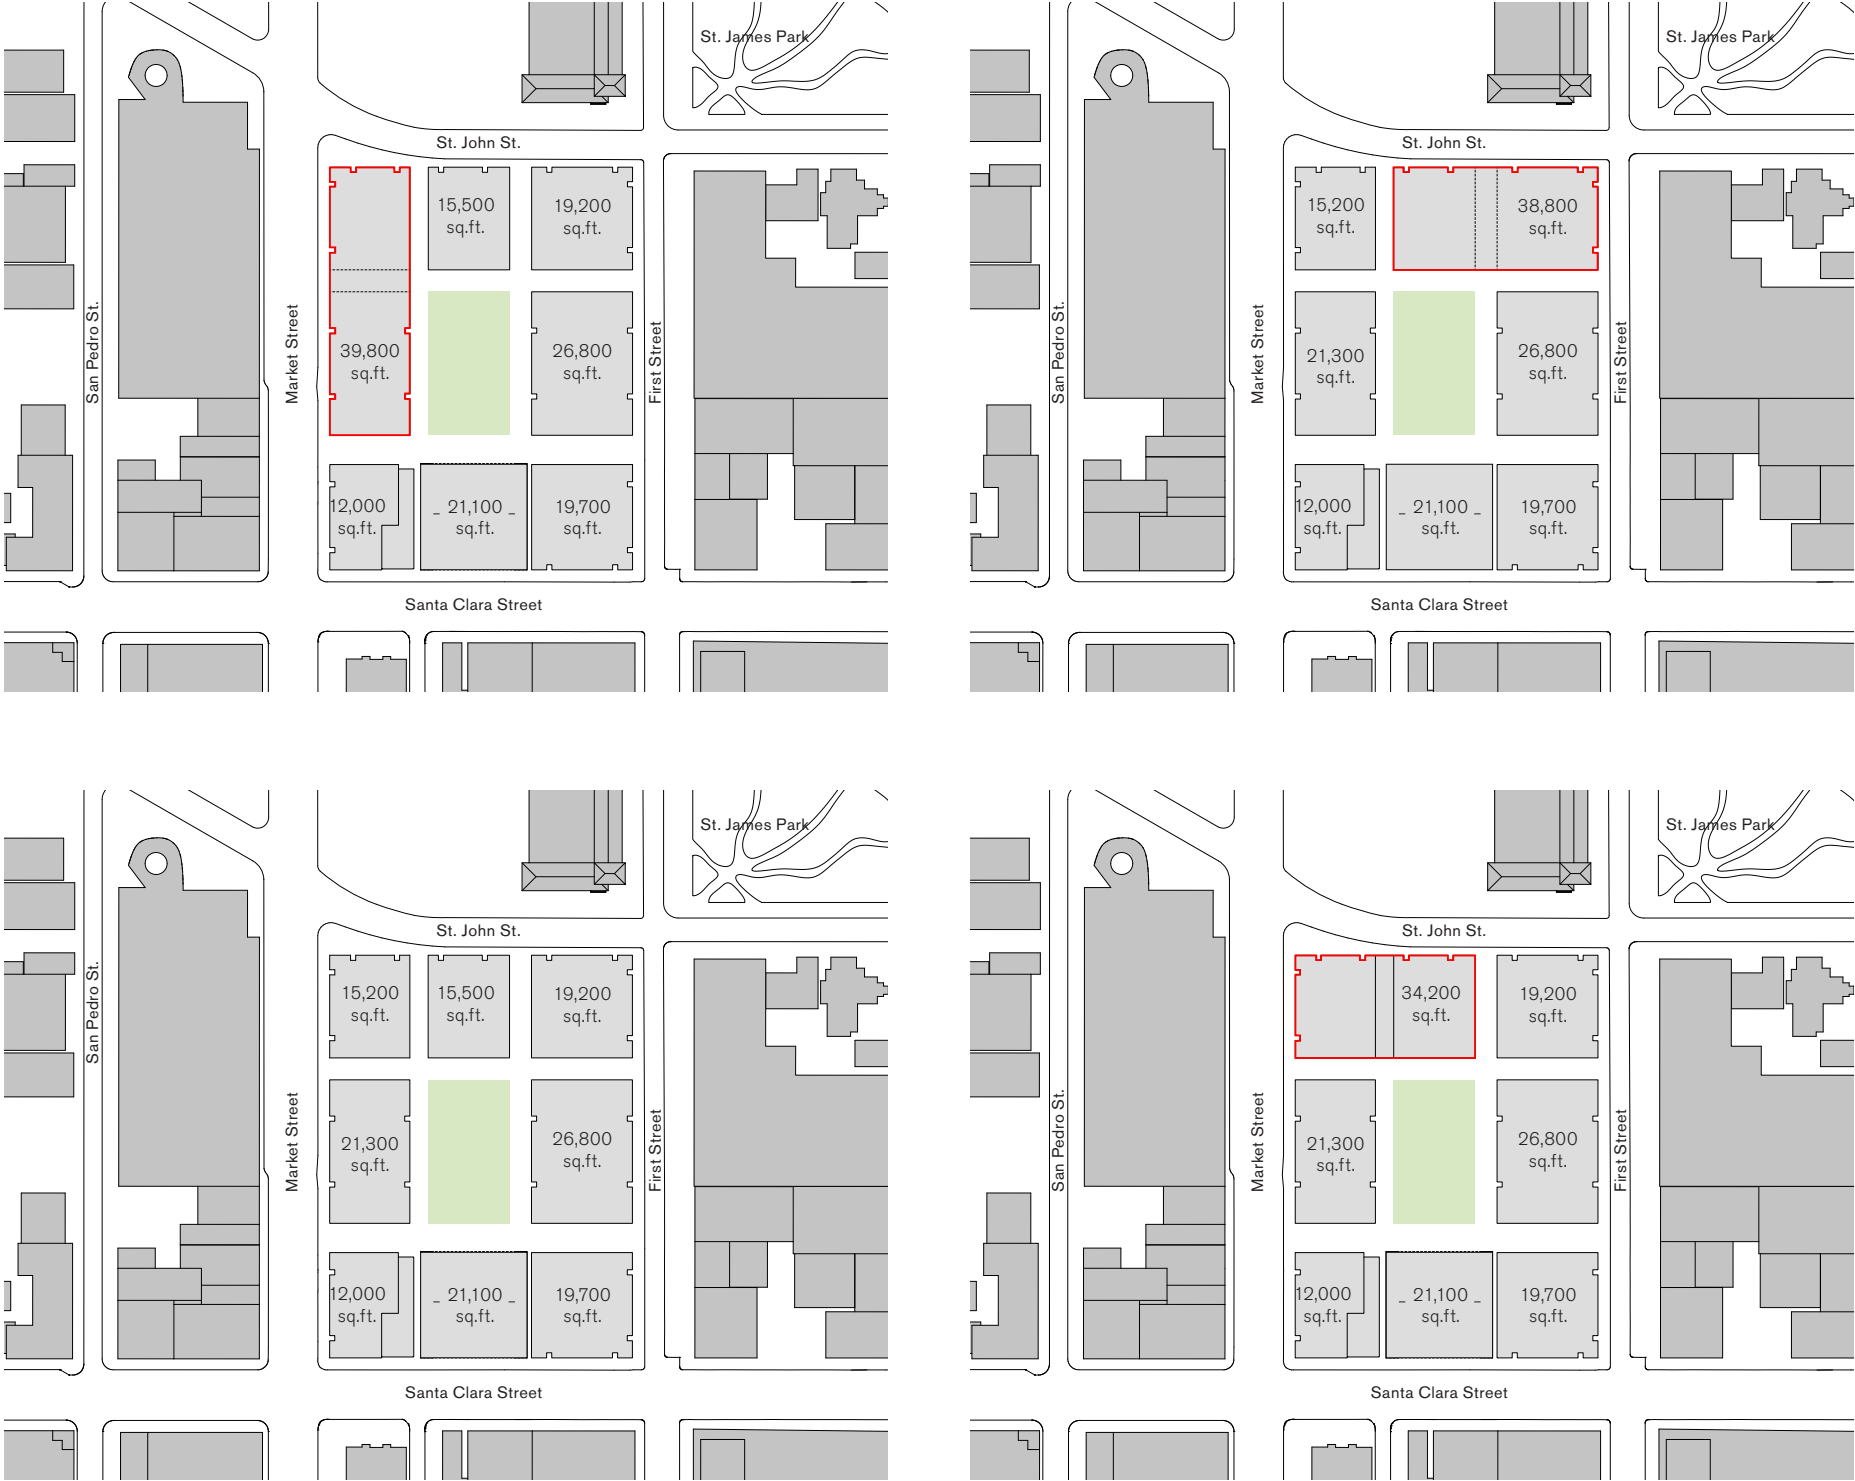 St. James Park
St. John St.
15,500
sq.ft.
19,200
sq.ft.
San Pedro St.
Market Street
39,800
sq.ft.
26,800
sq.ft.
First Street
12,000
sq.ft.
21,100
sq.ft.
19,700
sq.ft.
Santa Clara Street
St. James Park
St. John St.
15,200
sq.ft.
38,800
sq.ft.
San Pedro St.
Market Street
21,300
sq.ft.
26,800
sq.ft.
First Street
12,000
sq.ft.
21,100
sq.ft.
19,700
sq.ft.
Santa Clara Street
St. James Park
St. John St.
15,200
sq.ft.
15,500
sq.ft.
19,200
sq.ft.
San Pedro St.
Market Street
21,300
sq.ft.
26,800
sq.ft.
First Street
12,000
sq.ft.
21,100
sq.ft.
19,700
sq.ft.
Santa Clara Street
St. James Park
St. John St.
34,200
sq.ft.
19,200
sq.ft.
San Pedro St.
Market Street
21,300
sq.ft.
26,800
sq.ft.
First Street
12,000
sq.ft.
21,100
sq.ft.
19,700
sq.ft.
Santa Clara Street